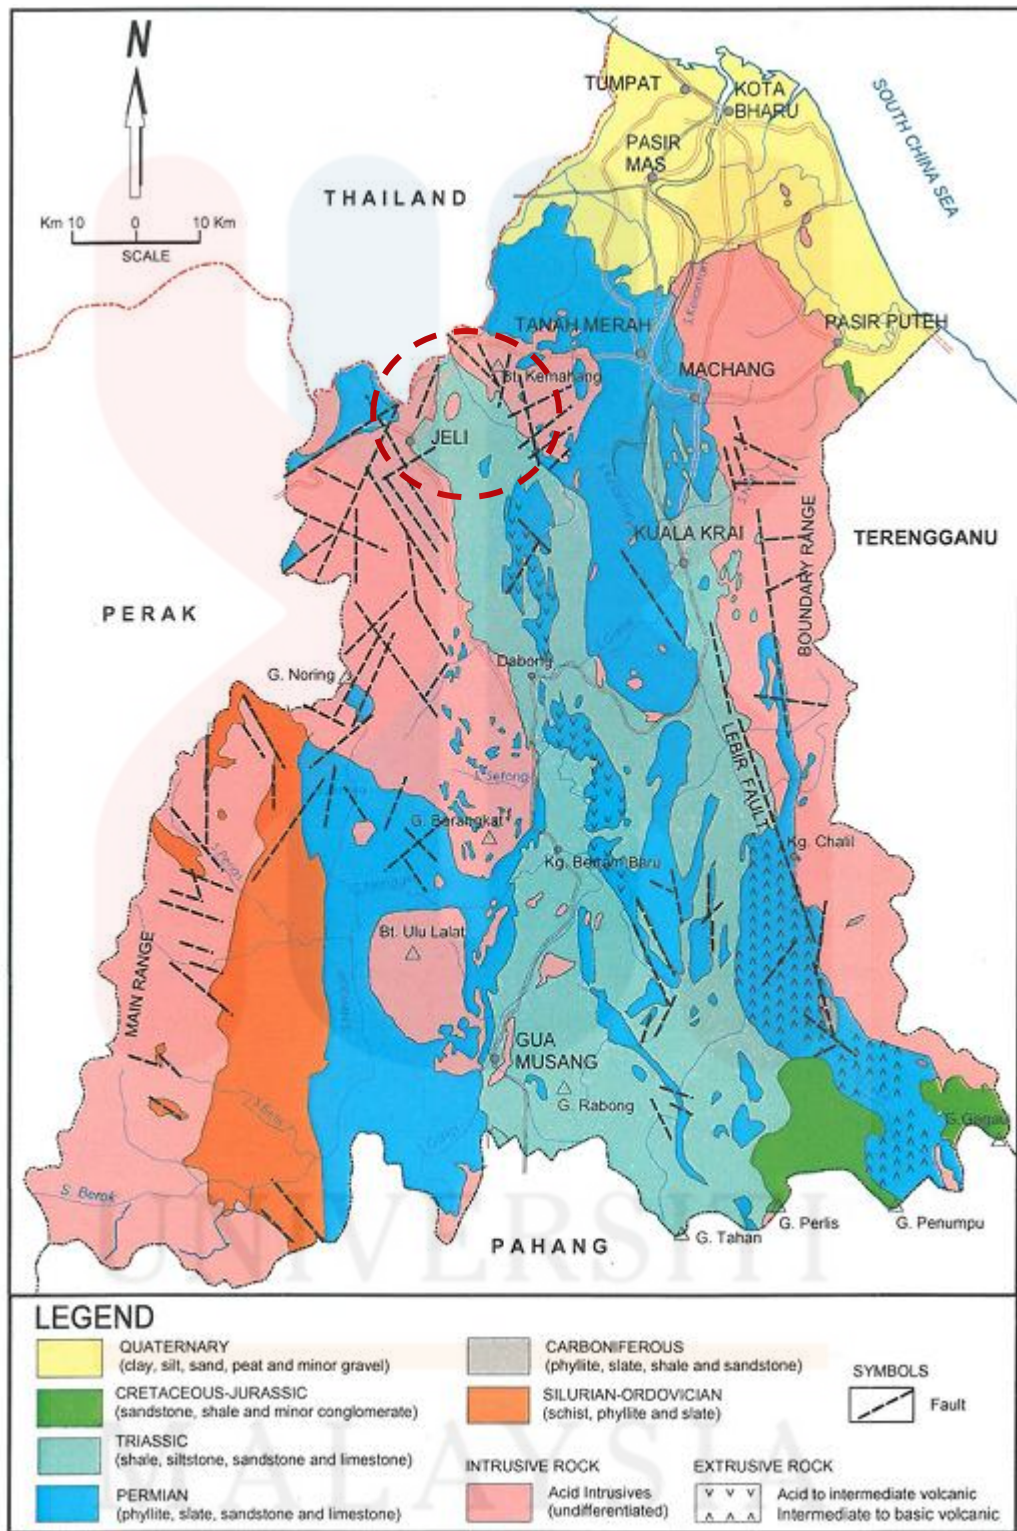 N
TUMPAT
KOTA
BHARU
SOUTH CHINA SEA
PASIR
MAS
THAILAND
Km 10 0 10 Km
SCALE
TANAH MERAH
PASIR PUTEH
Bt. Kemahang
MACHANG
JELI
KUALA KRAI
TERENGGANU
BOUNDARY RANGE
PERAK
G. Noring
Dabong
LEBIR FAULT
G. Berangkat
Kg. Chalil
Bt. Ulu Lalat
MAIN RANGE
GUA
MUSANG
G. Rabong
G. Perlis
G. Penumpu
G. Tahan
PAHANG
UNIVERSITI
LEGEND
QUATERNARY
(clay, silt, sand, peat and minor gravel)
CRETACEOUS-JURASSIC
(sandstone, shale and minor conglomerate)
TRIASSIC
(shale, siltstone, sandstone and limestone)
PERMIAN
(phyllite, slate, sandstone and limestone)
CARBONIFEROUS
(phyllite, slate, shale and sandstone)
SILURIAN-ORDOVICIAN
(schist, phyllite and slate)
INTRUSIVE ROCK
Acid Intrusives
(undifferentiated)
EXTRUSIVE ROCK
Acid to intermediate volcanic
Intermediate to basic volcanic
SYMBOLS
Fault
MALAYSIA